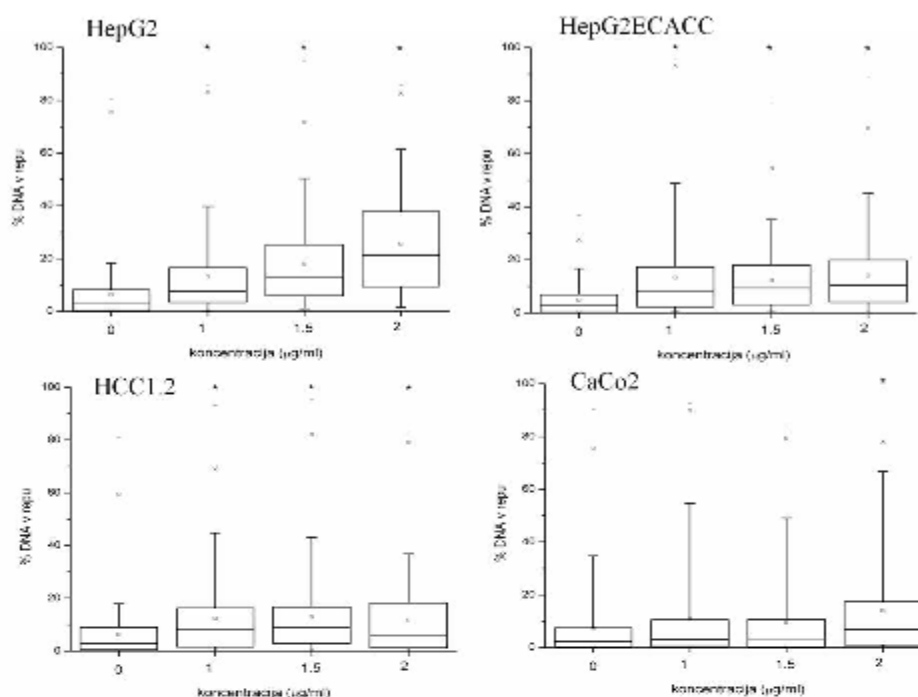 HepG2
100
80
60
40
20
0
% DNA v repu
0 1 1.5 2
koncentracija (µg/ml)
HepG2ECACC
100
80
60
40
20
0
% DNA v repu
0 1 1.5 2
koncentracija (µg/ml)
HCC1.2
100
80
60
40
20
0
% DNA v repu
0 1 1.5 2
koncentracija (µg/ml)
CaCo2
100
80
60
40
20
0
% DNA v repu
0 1 1.5 2
koncentracija (µg/ml)